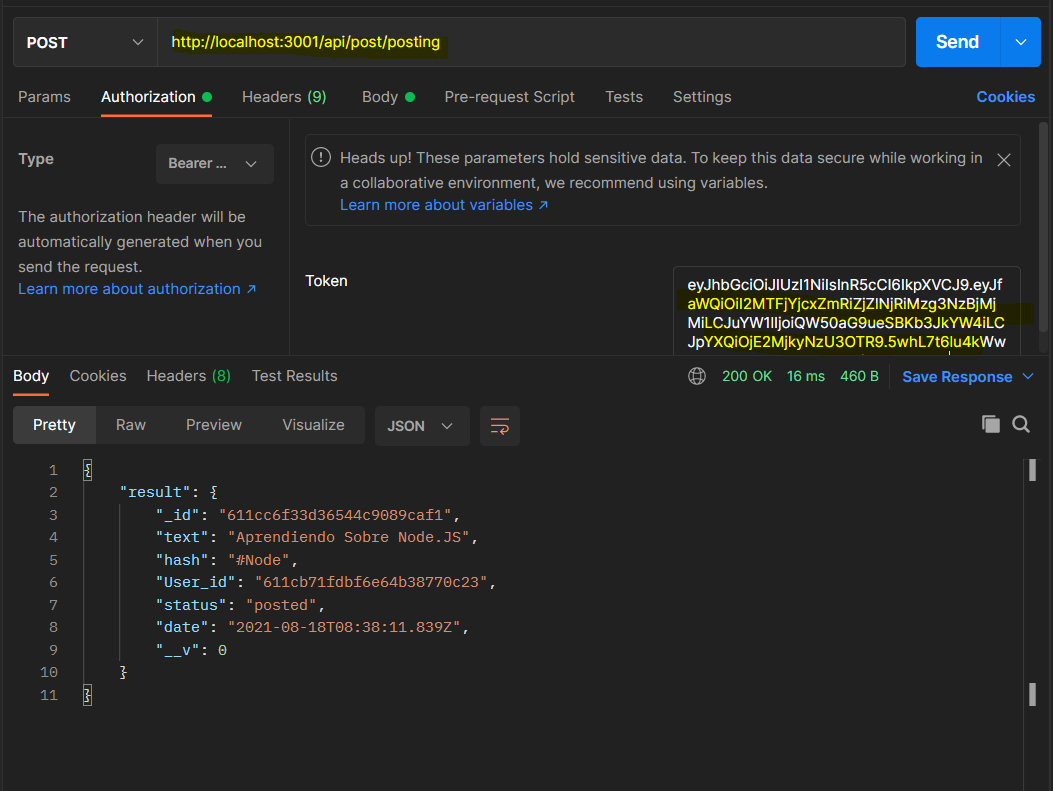 POST
http://localhost:3001/api/post/posting
Send
Params Authorization Headers (9) Body Pre-request Script Tests Settings Cookies
Type
Bearer ...
The authorization header will be
automatically generated when you
send the request.
Learn more about authorization ↗
Heads up! These parameters hold sensitive data. To keep this data secure while working in
a collaborative environment, we recommend using variables.
Learn more about variables ↗
Token
eyJhbGciOiJIUzI1NiIsInR5cCI6IkpXVCJ9.eyJf
aWQiOiI2MTFjYjcxZmRiZjZlNjRiMzg3NzBjMj
MiLCJuYW1lIjoiQW50aG9ueSBKb3JkYW4iLC
JpYXQiOjE2MjkyNzU3OTR9.5whL7t6lu4kWw
Body Cookies Headers (8) Test Results
200 OK 16 ms 460 B Save Response
Pretty Raw Preview Visualize JSON
1 {
2 "result": {
3 "_id": "611cc6f33d36544c9089caf1",
4 "text": "Aprendiendo Sobre Node.JS",
5 "hash": "#Node",
6 "User_id": "611cb71fdbf6e64b38770c23",
7 "status": "posted",
8 "date": "2021-08-18T08:38:11.839Z",
9 "__v": 0
10 }
11 }